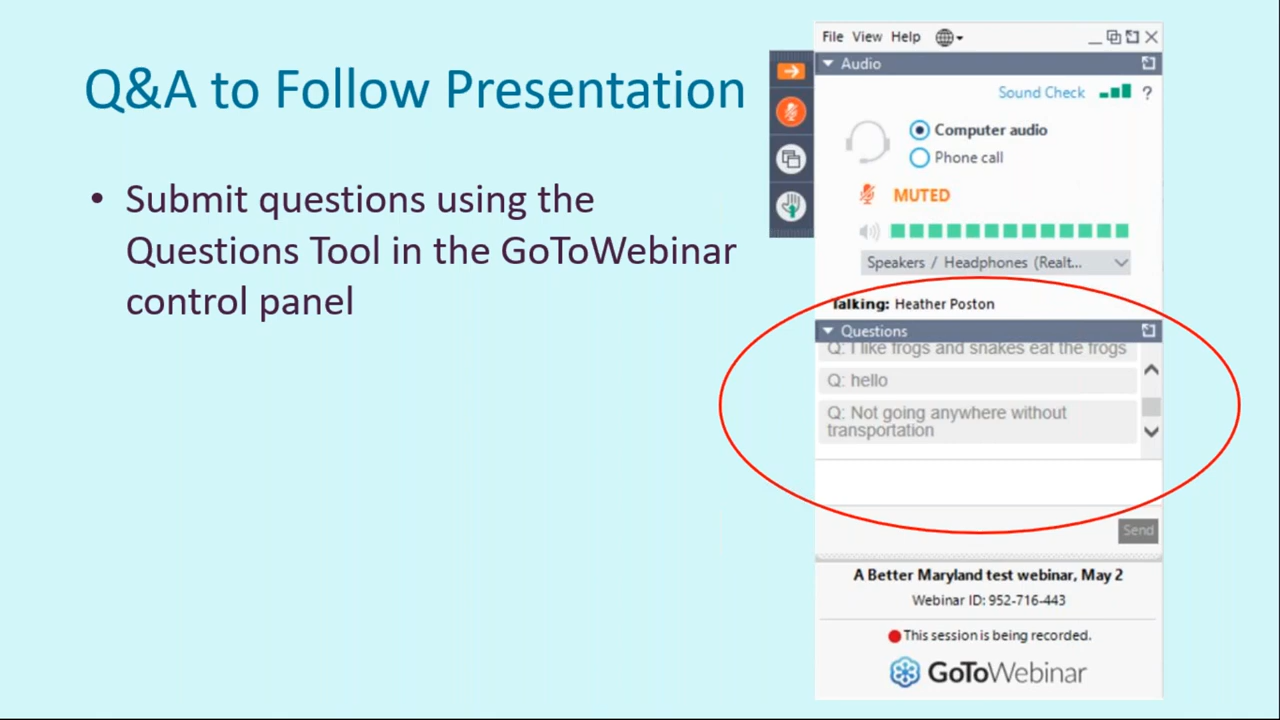 Q&A to Follow Presentation
• Submit questions using the
Questions Tool in the GoToWebinar
control panel
File View Help
Audio
Sound Check ?
Computer audio
Phone call
MUTED
Speakers / Headphones (Realt...
Talking: Heather Poston
Questions
Q: I like frogs and snakes eat the frogs
Q: hello
Q: Not going anywhere without
transportation
Send
A Better Maryland test webinar, May 2
Webinar ID: 952-716-443
This session is being recorded.
GoToWebinar